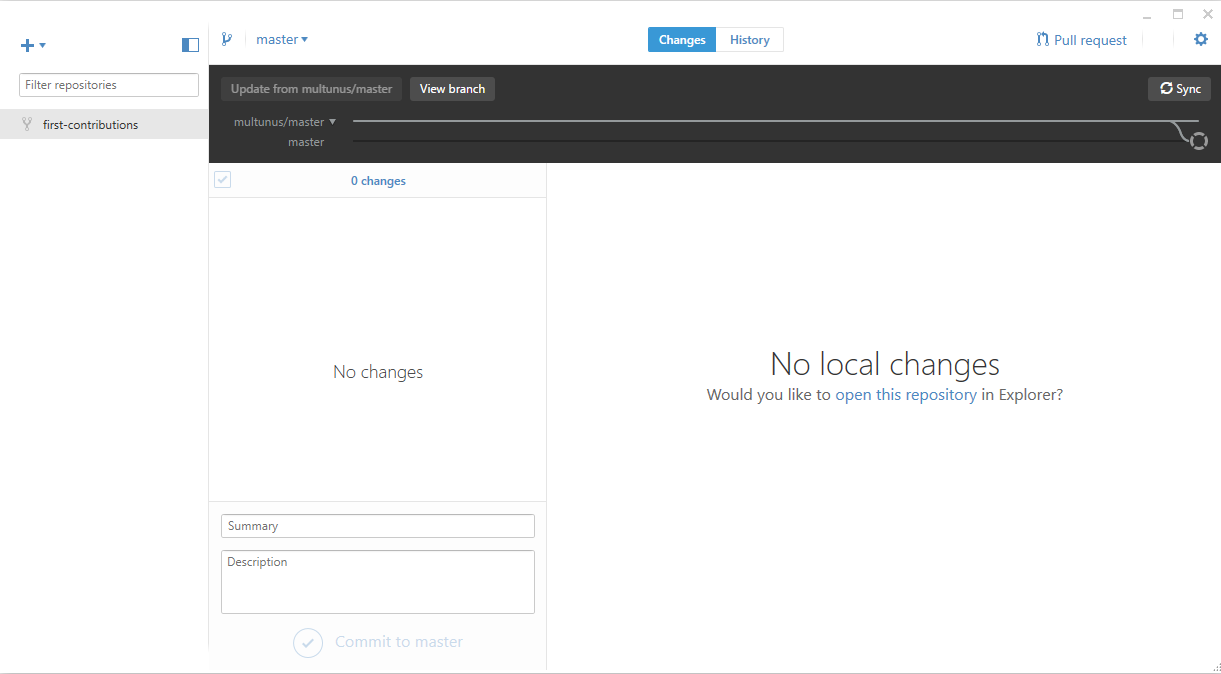 master
Changes
History
Pull request
Filter repositories
Update from multunus/master
View branch
Sync
first-contributions
multunus/master
master
0 changes
No changes
No local changes
Would you like to open this repository in Explorer?
Summary
Description
Commit to master